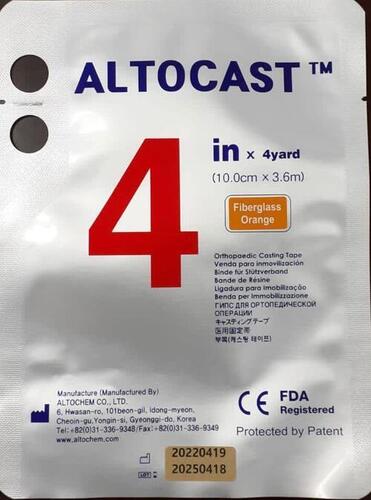 ALTOCAST ™
4
in x 4yard
(10.0cm x 3.6m)
Fiberglass
Orange
Orthopaedic Casting Tape
Venda para inmovilización
Binde für Stützverband
Bande de Résine
Ligadura para Imobilização
Benda per Immobilizzazione
ГИПС ДЛЯ ОРТОПЕДИЧЕСКОЙ
ОПЕРАЦИИ
キャスティングテープ
医用固定帯
부목(캐스팅 테이프)
Manufacture (Manufactured By)
ALTOCHEM CO., LTD.
6, Hwasan-ro, 101beon-gil, Idong-myeon,
Cheoin-gu,Yongin-si, Gyeonggi-do, Korea
Tel:+82(0)31-336-9348/Fax:+82(0)31-336-9349
www.altochem.com
CE FDA
Registered
Protected by Patent
20220419
LOT 20250418